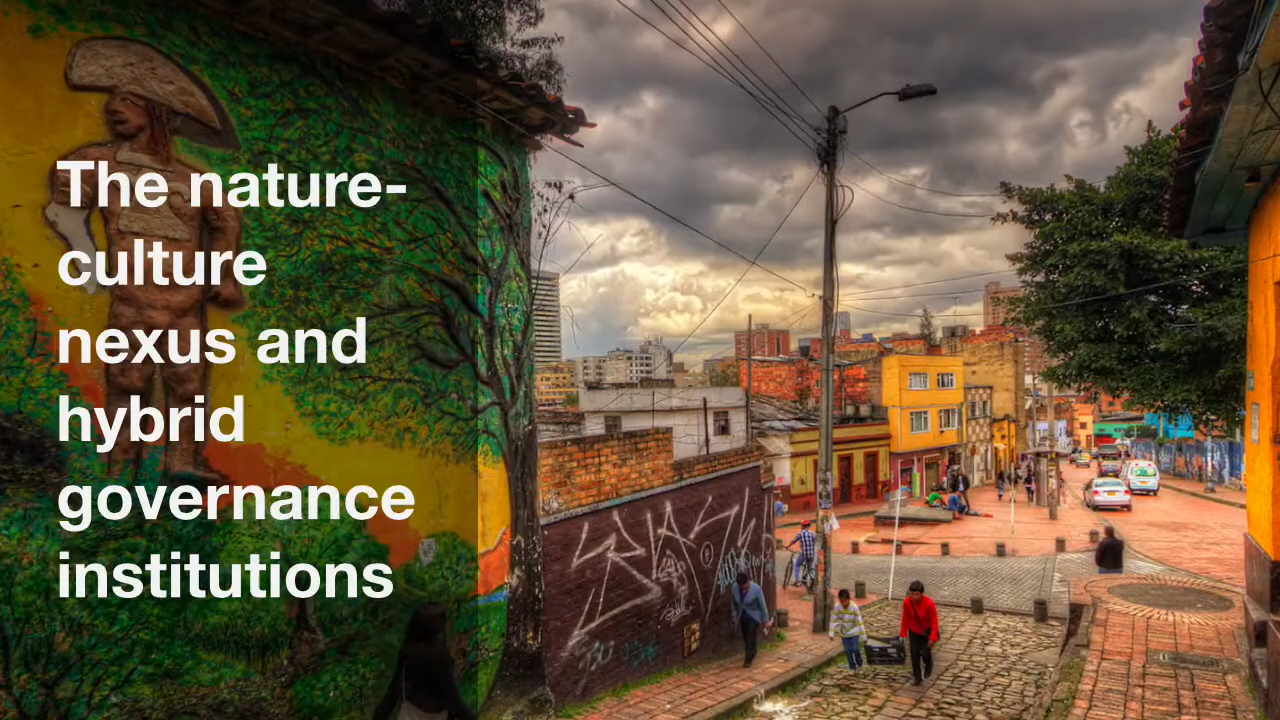 The nature-
culture
nexus and
hybrid
governance
institutions